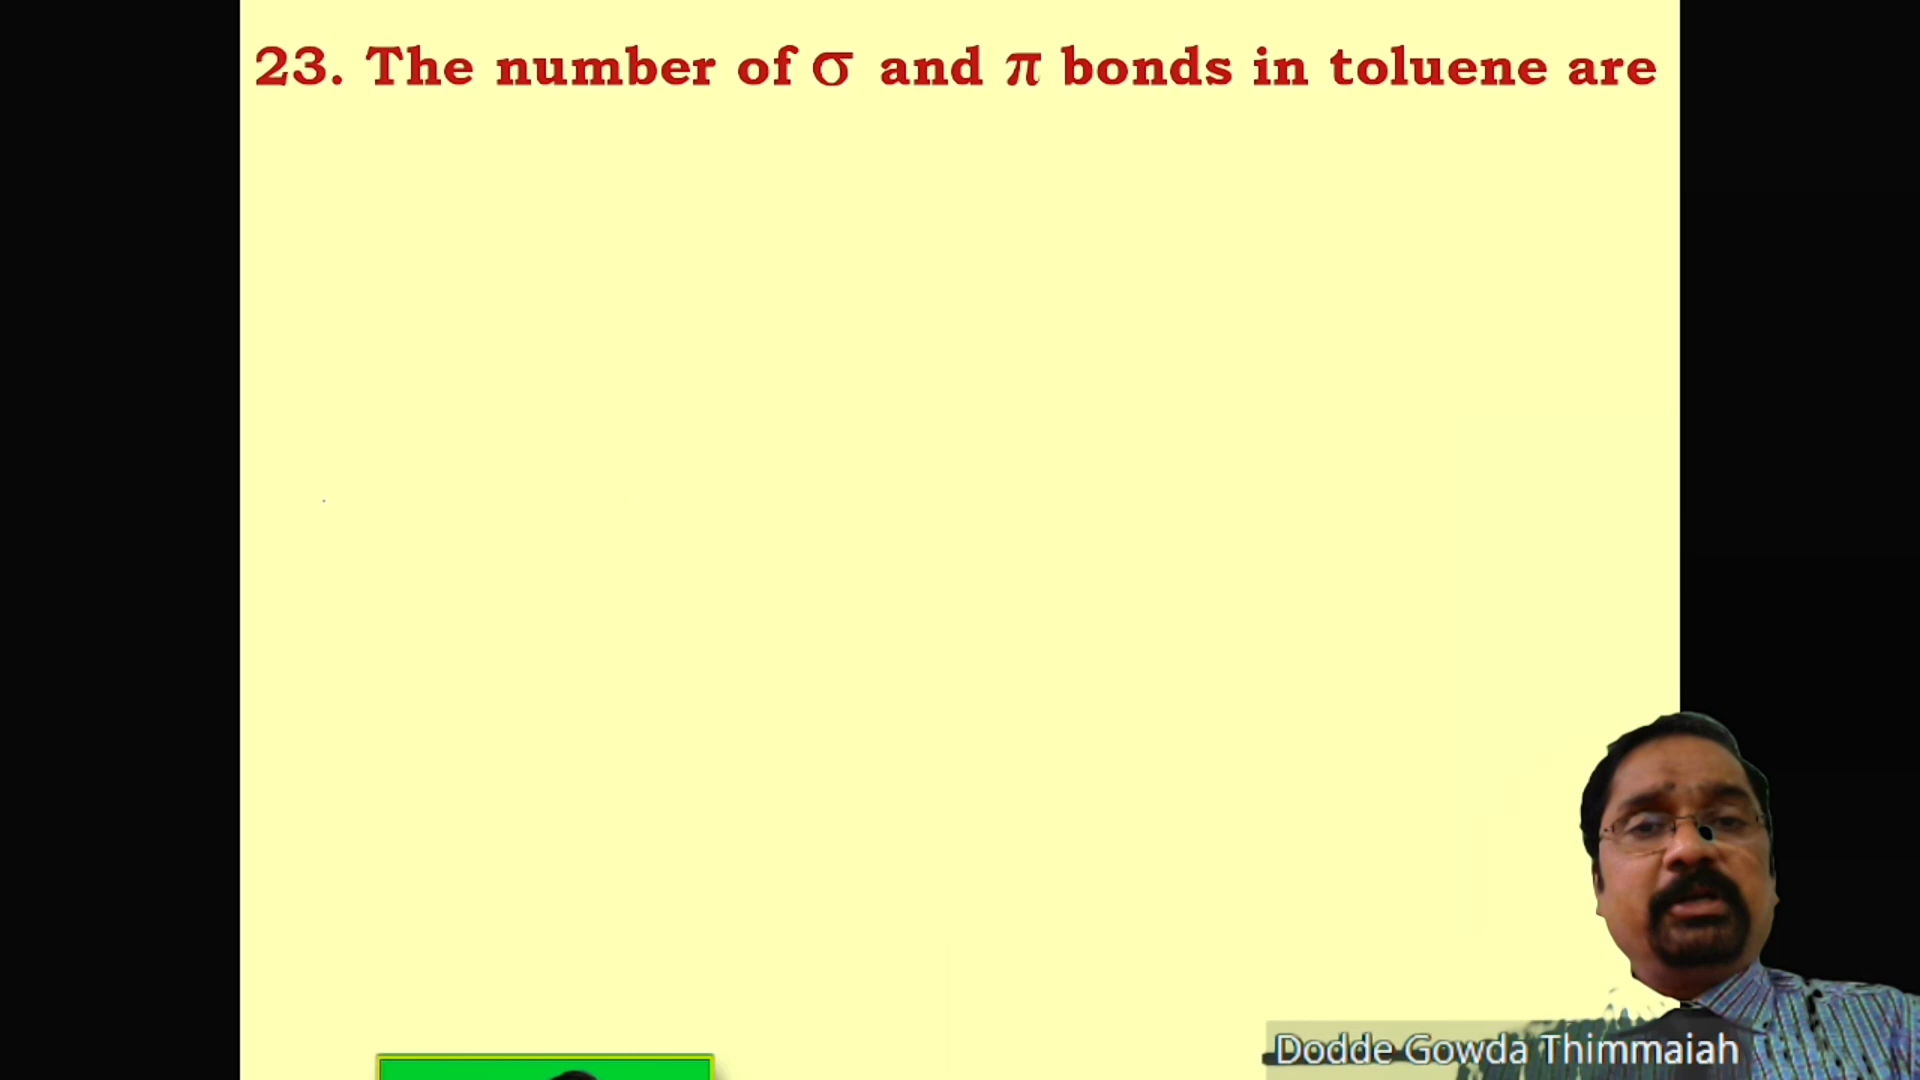 23. The number of σ and π bonds in toluene are
Dodde Gowda Thimmaiah